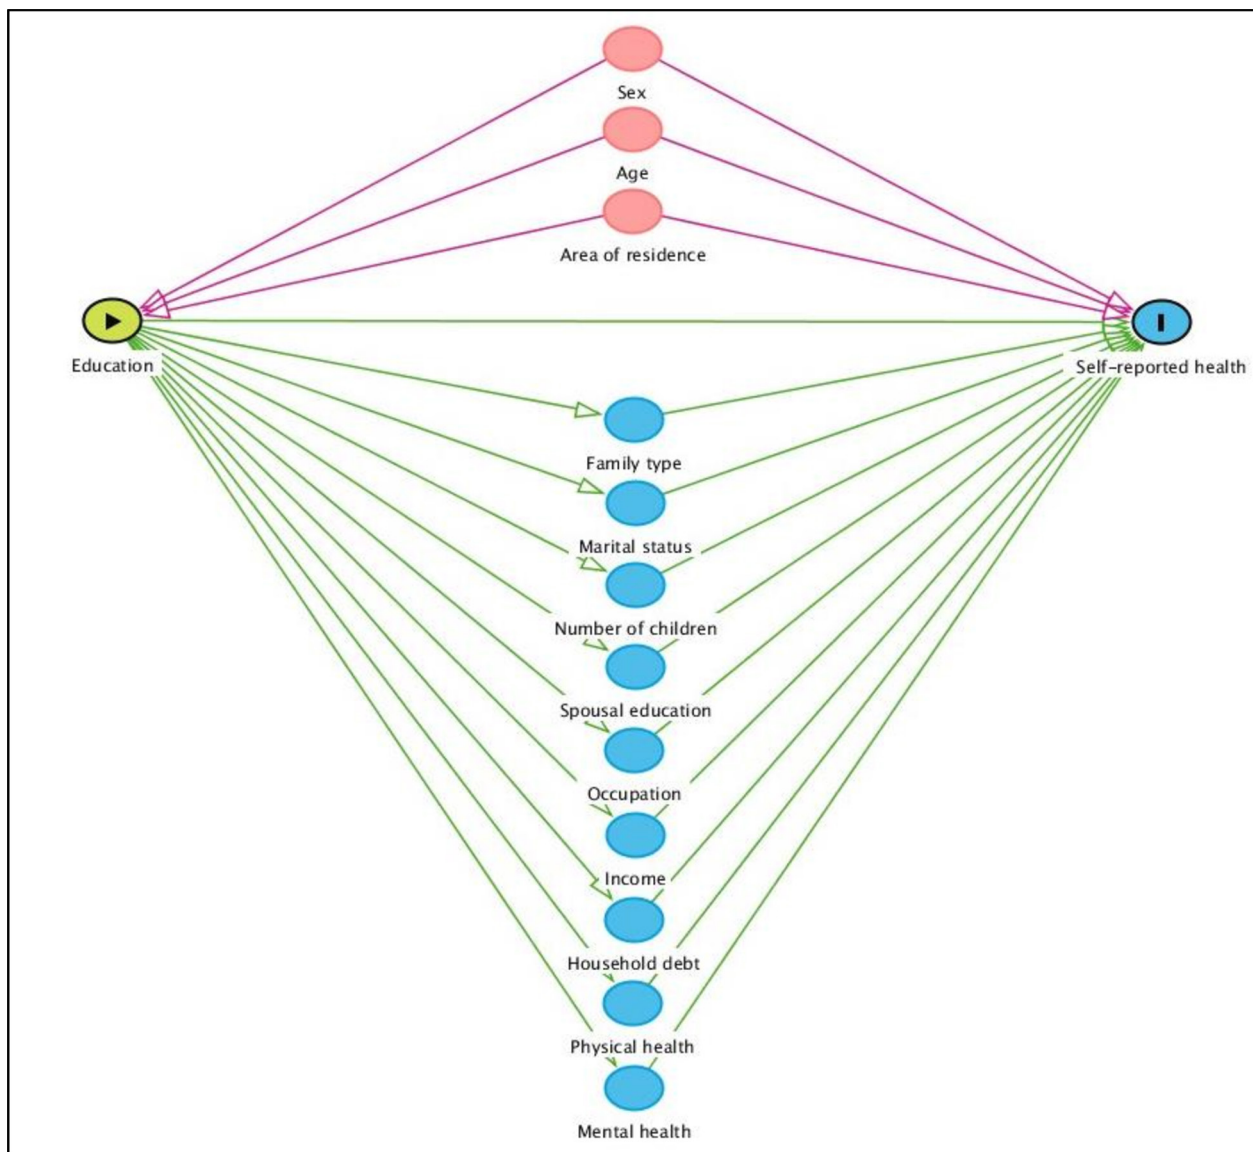 Sex
Age
Area of residence
Education
Self-reported health
Family type
Marital status
Number of children
Spousal education
Occupation
Income
Household debt
Physical health
Mental health